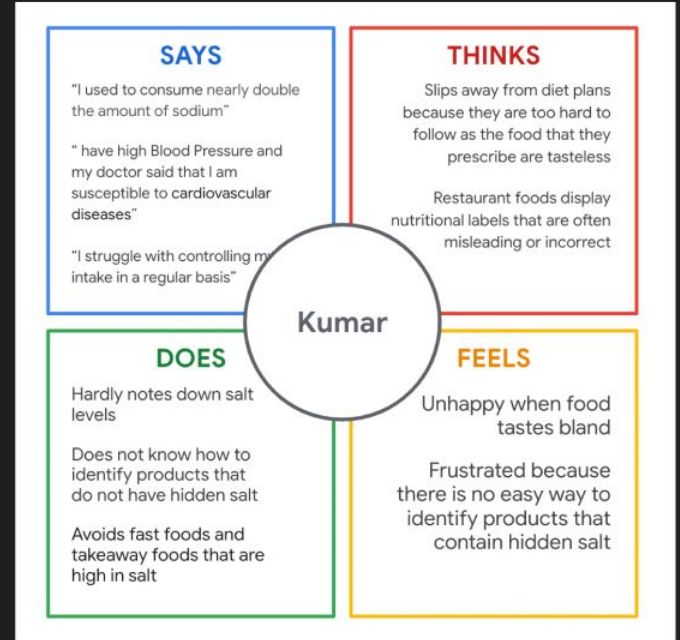 SAYS
“I used to consume nearly double
the amount of sodium”
“ have high Blood Pressure and
my doctor said that I am
susceptible to cardiovascular
diseases”
“I struggle with controlling
intake in a regular basis”
THINKS
Slips away from diet plans
because they are too hard to
follow as the food that they
prescribe are tasteless
Restaurant foods display
nutritional labels that are often
misleading or incorrect
Kumar
DOES
Hardly notes down salt
levels
Does not know how to
identify products that
do not have hidden salt
Avoids fast foods and
takeaway foods that are
high in salt
FEELS
Unhappy when food
tastes bland
Frustrated because
there is no easy way to
identify products that
contain hidden salt